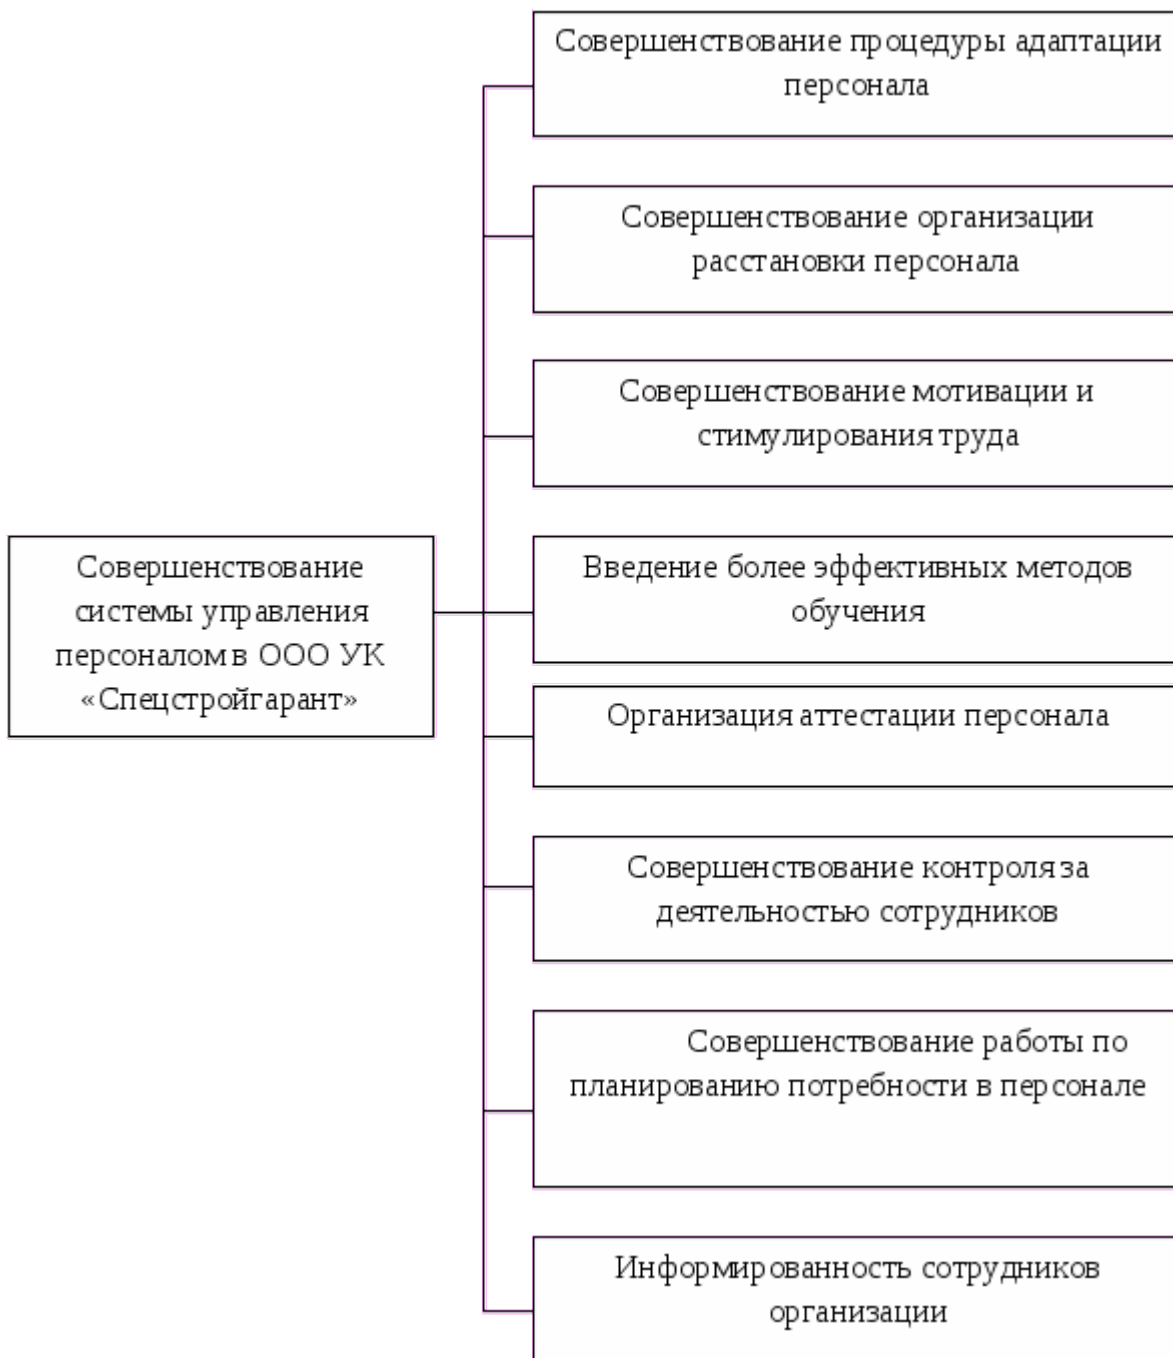 Совершенствование процедуры адаптации
персонала
Совершенствование организации
расстановки персонала
Совершенствование мотивации и
стимулирования труда
Совершенствование
системы управления
персоналом в ООО УК
«Спецстройгарант»
Введение более эффективных методов
обучения
Организация аттестации персонала
Совершенствование контроля за
деятельностью сотрудников
Совершенствование работы по
планированию потребности в персонале
Информированность сотрудников
организации